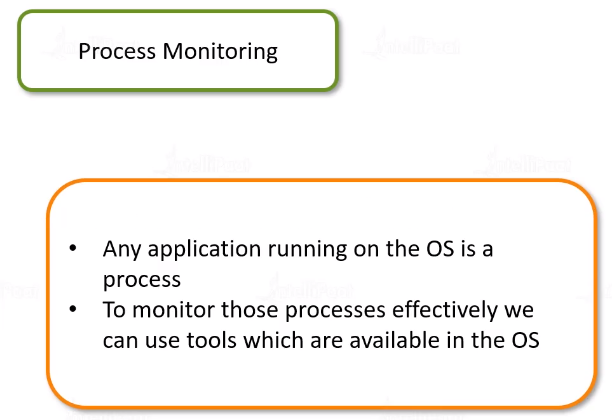 Process Monitoring
• Any application running on the OS is a
process
• To monitor those processes effectively we
can use tools which are available in the OS